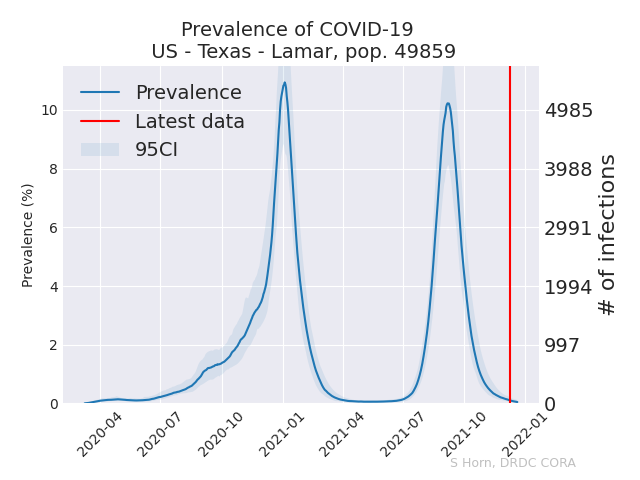 Prevalence of COVID-19
US - Texas - Lamar, pop. 49859
Prevalence
Latest data
95CI
Prevalence (%)
10
8
6
4
2
0
4985
3988
2991
1994
997
0
# of infections
2020-04
2020-07
2020-10
2021-01
2021-04
2021-07
2021-10
2022-01
S Horn, DRDC CORA